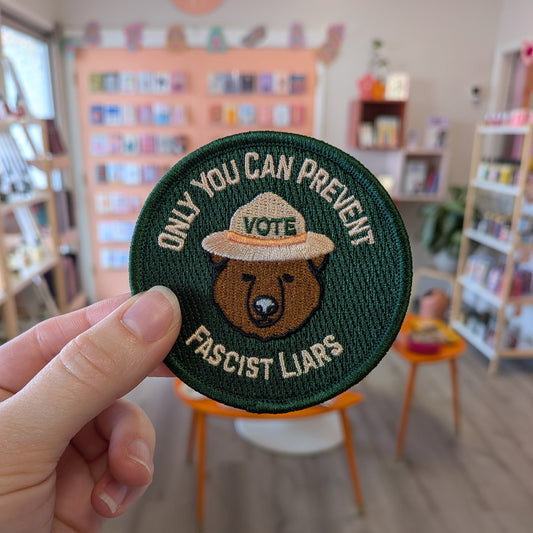 ONLY YOU CAN PREVENT
VOTE
FASCIST LIARS